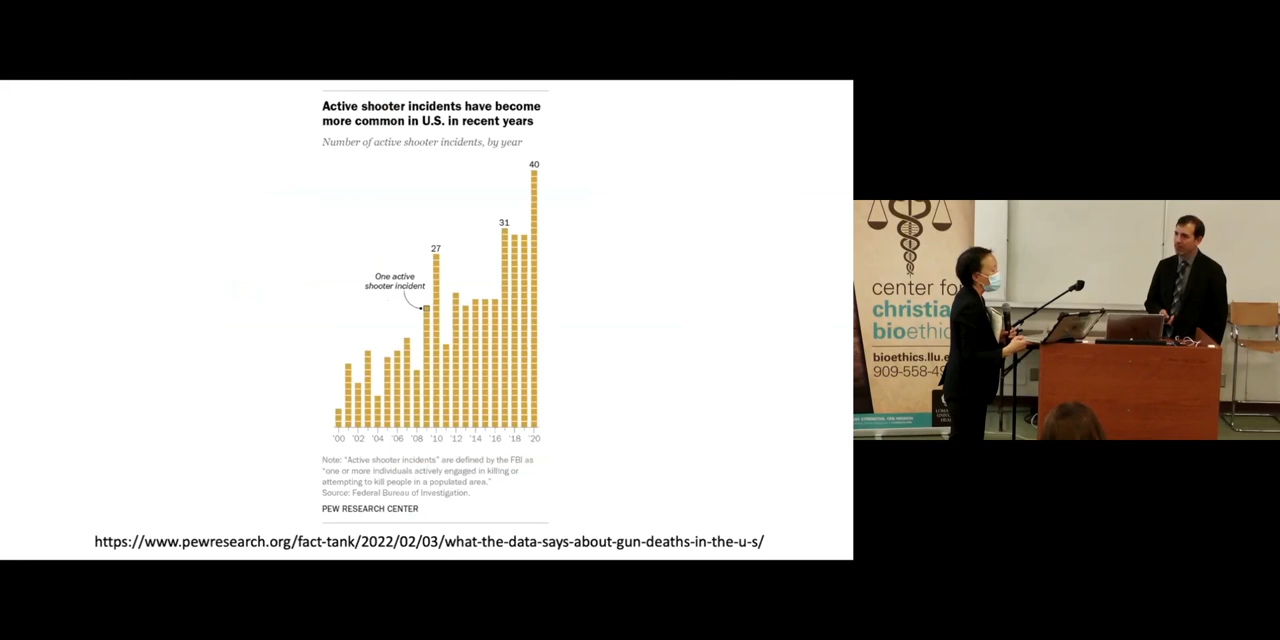 Active shooter incidents have become
more common in U.S. in recent years
Number of active shooter incidents, by year
40
31
27
One active
shooter incident
'00 '02 '04 '06 '08 '10 '12 '14 '16 '18 '20
Note: “Active shooter incidents” are defined by the FBI as
“one or more individuals actively engaged in killing or
attempting to kill people in a populated area.”
Source: Federal Bureau of Investigation.
PEW RESEARCH CENTER
https://www.pewresearch.org/fact-tank/2022/02/03/what-the-data-says-about-gun-deaths-in-the-u-s/
center fo
christia
bioethic
bioethics.llu.e
909-558-49